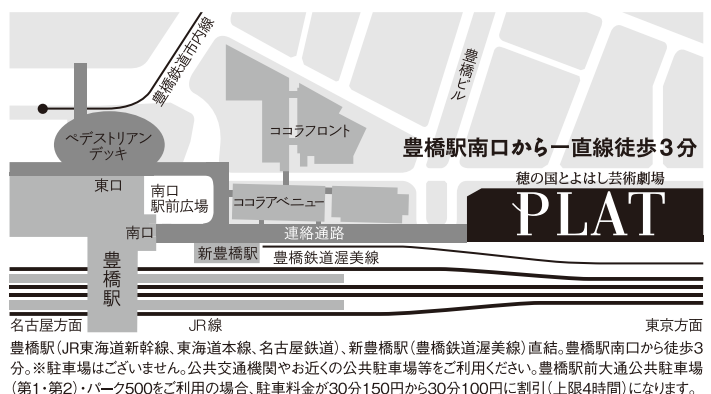 豊橋鉄道市内線
豊橋ビル
ペデストリアン
デッキ
ココラフロント
豊橋駅南口から一直線徒歩3分
穂の国とよはし芸術劇場
PLAT
東口
南口
駅前広場
ココラアベニュー
南口
連絡通路
新豊橋駅
豊橋鉄道渥美線
豊橋駅
名古屋方面
JR線
東京方面
豊橋駅(JR東海道新幹線、東海道本線、名古屋鉄道)、新豊橋駅(豊橋鉄道渥美線)直結。豊橋駅南口から徒歩3
分。※駐車場はございません。公共交通機関やお近くの公共駐車場等をご利用ください。豊橋駅前大通公共駐車場
(第1・第2)・パーク500をご利用の場合、駐車料金が30分150円から30分100円に割引(上限4時間)になります。